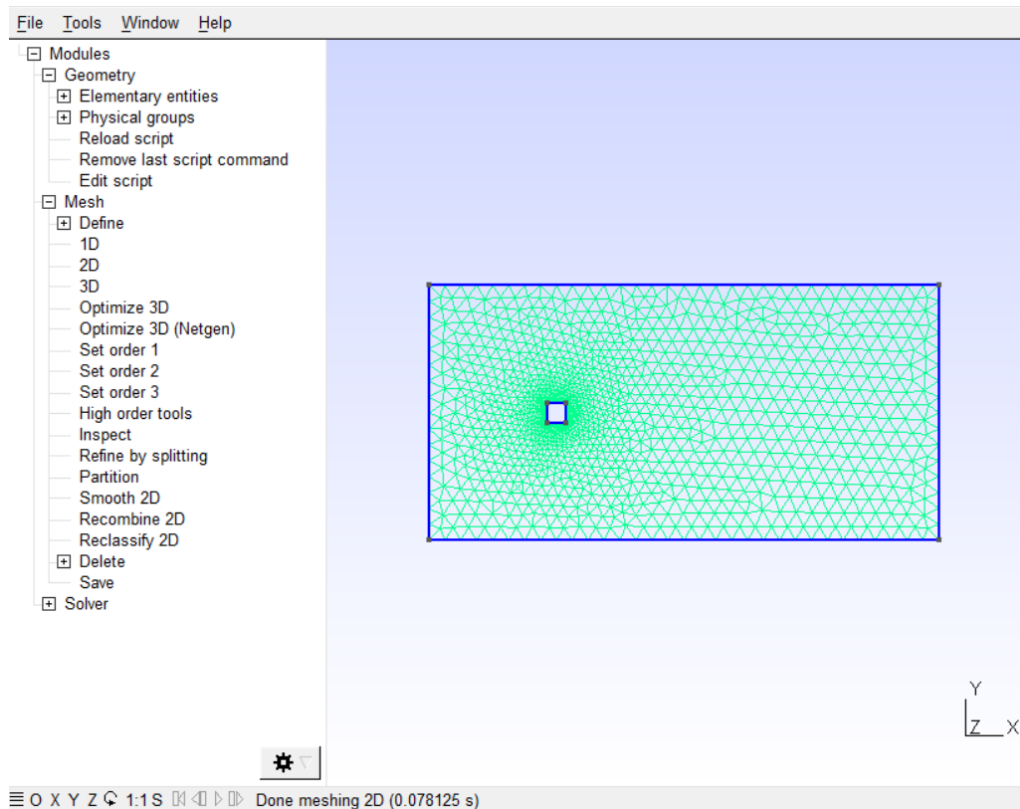 File Tools Window Help
Modules
Geometry
Elementary entities
Physical groups
Reload script
Remove last script command
Edit script
Mesh
Define
1D
2D
3D
Optimize 3D
Optimize 3D (Netgen)
Set order 1
Set order 2
Set order 3
High order tools
Inspect
Refine by splitting
Partition
Smooth 2D
Recombine 2D
Reclassify 2D
Delete
Save
Solver
Y
Z X
O X Y Z 1:1 S Done meshing 2D (0.078125 s)